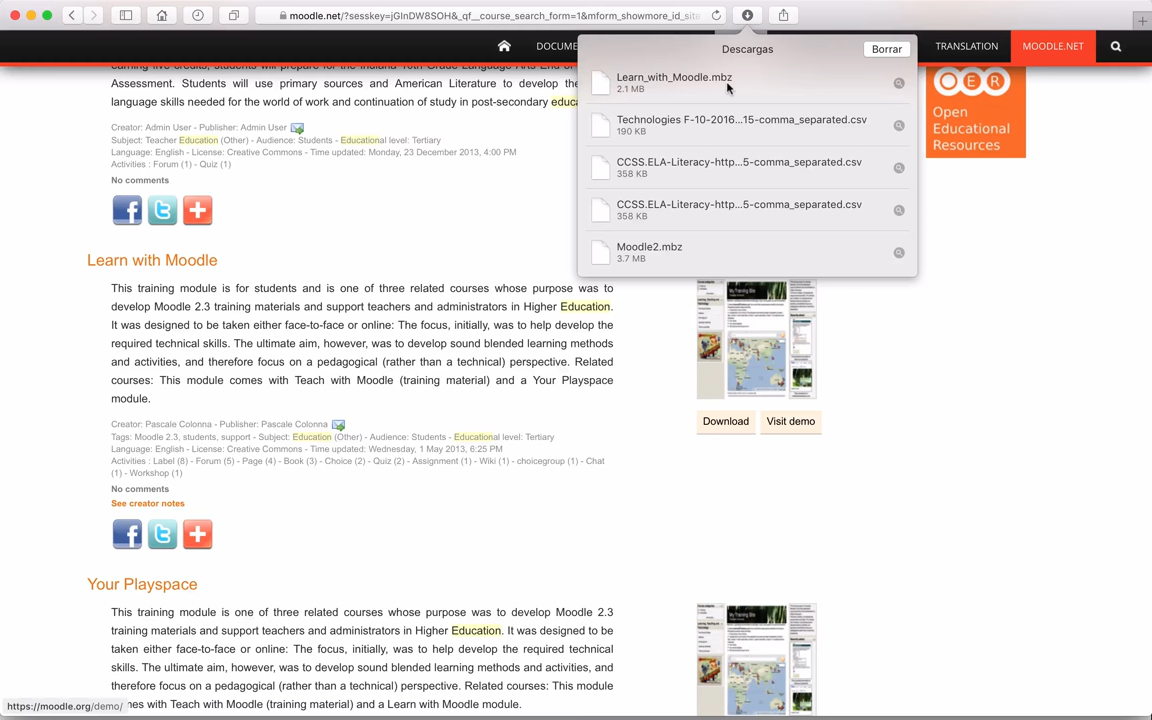 moodle.net/?sesskey=jGInDW8SOH&_qf__course_search_form=1&mform_showmore_id_site
DOCUME
TRANSLATION
MOODLE.NET
Descargas
Borrar
Learn_with_Moodle.mbz
2.1 MB
Technologies F-10-2016...15-comma_separated.csv
190 KB
CCSS.ELA-Literacy-http...5-comma_separated.csv
358 KB
CCSS.ELA-Literacy-http...5-comma_separated.csv
358 KB
Moodle2.mbz
3.7 MB
OER
Open
Educational
Resources
Assessment. Students will use primary sources and American Literature to develop the
language skills needed for the world of work and continuation of study in post-secondary educa
Creator: Admin User - Publisher: Admin User
Subject: Teacher Education (Other) - Audience: Students - Educational level: Tertiary
Language: English - License: Creative Commons - Time updated: Monday, 23 December 2013, 4:00 PM
Activities : Forum (1) - Quiz (1)
No comments
Learn with Moodle
This training module is for students and is one of three related courses whose purpose was to
develop Moodle 2.3 training materials and support teachers and administrators in Higher Education.
It was designed to be taken either face-to-face or online: The focus, initially, was to help develop the
required technical skills. The ultimate aim, however, was to develop sound blended learning methods
and activities, and therefore focus on a pedagogical (rather than a technical) perspective. Related
courses: This module comes with Teach with Moodle (training material) and a Your Playspace
module.
Creator: Pascale Colonna - Publisher: Pascale Colonna
Tags: Moodle 2.3, students, support - Subject: Education (Other) - Audience: Students - Educational level: Tertiary
Language: English - License: Creative Commons - Time updated: Wednesday, 1 May 2013, 6:25 PM
Activities : Label (8) - Forum (5) - Page (4) - Book (3) - Choice (2) - Quiz (2) - Assignment (1) - Wiki (1) - choicegroup (1) - Chat
(1) - Workshop (1)
No comments
See creator notes
Download
Visit demo
Your Playspace
This training module is one of three related courses whose purpose was to develop Moodle 2.3
training materials and support teachers and administrators in Higher Education. It was designed to be
taken either face-to-face or online: The focus, initially, was to help develop the required technical
skills. The ultimate aim, however, was to develop sound blended learning methods and activities, and
therefore focus on a pedagogical (rather than a technical) perspective. Related courses: This module
mes with Teach with Moodle (training material) and a Learn with Moodle module.
https://moodle.org/demo/